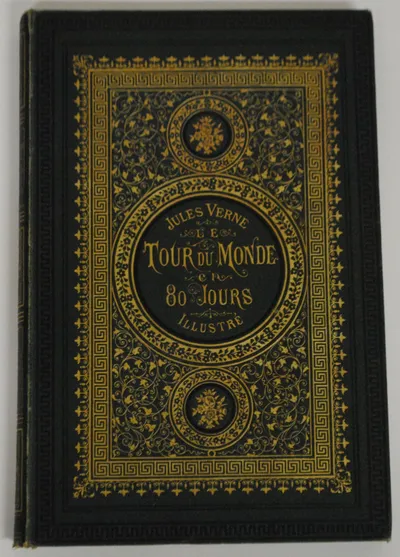 JULES VERNE
LE
TOUR DU MONDE
EN
80 JOURS
ILLUSTRÉ